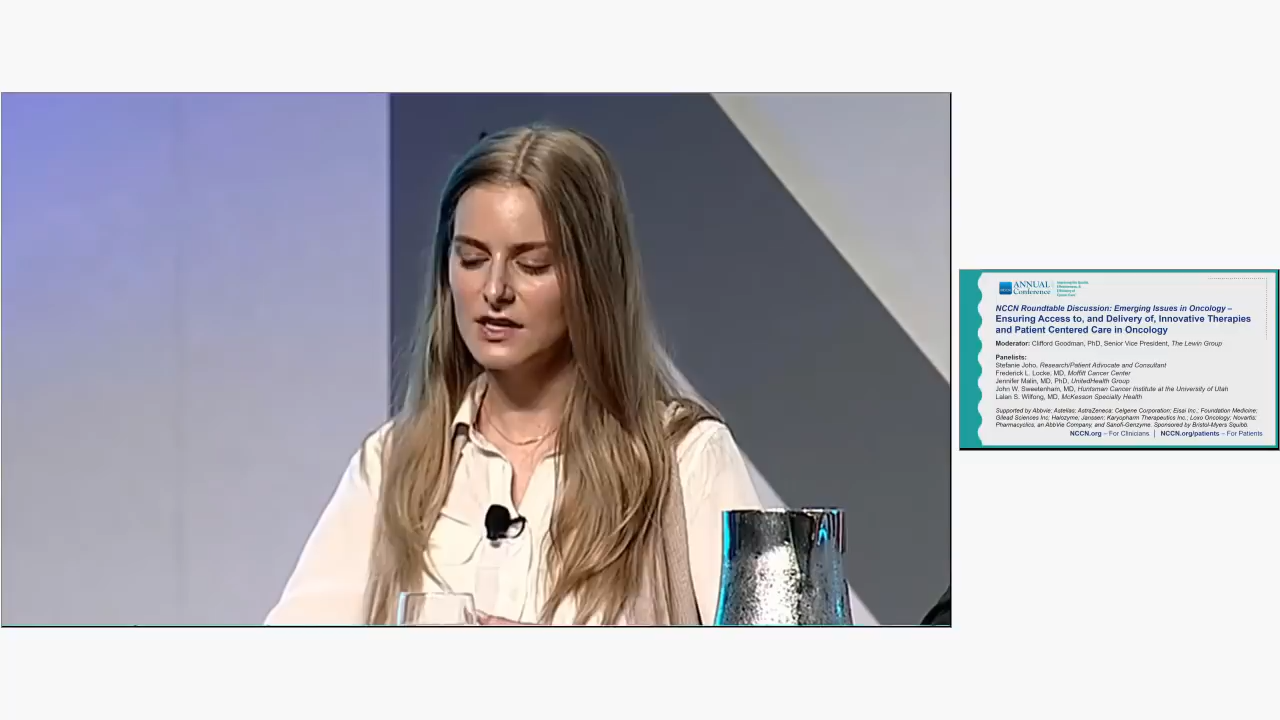 ANNUAL
Conference
NCCN Roundtable Discussion: Emerging Issues in Oncology –
Ensuring Access to, and Delivery of, Innovative Therapies
and Patient Centered Care in Oncology
Moderator: Clifford Goodman, PhD, Senior Vice President, The Lewin Group
Panelists:
Stefanie Joho, Research/Patient Advocate and Consultant
Frederick L. Locke, MD, Moffitt Cancer Center
Jennifer Malin, MD, PhD, UnitedHealth Group
John W. Sweetenham, MD, Huntsman Cancer Institute at the University of Utah
Lalan S. Wilfong, MD, McKesson Specialty Health
Supported by Abbvie; Astellas; AstraZeneca; Celgene Corporation; Eisai Inc.; Foundation Medicine;
Gilead Sciences Inc; Halozyme; Janssen; Karyopharm Therapeutics Inc.; Loxo Oncology; Novartis;
Pharmacyclics, an AbbVie Company, and Sanofi-Genzyme. Sponsored by Bristol-Myers Squibb.
NCCN.org – For Clinicians | NCCN.org/patients – For Patients